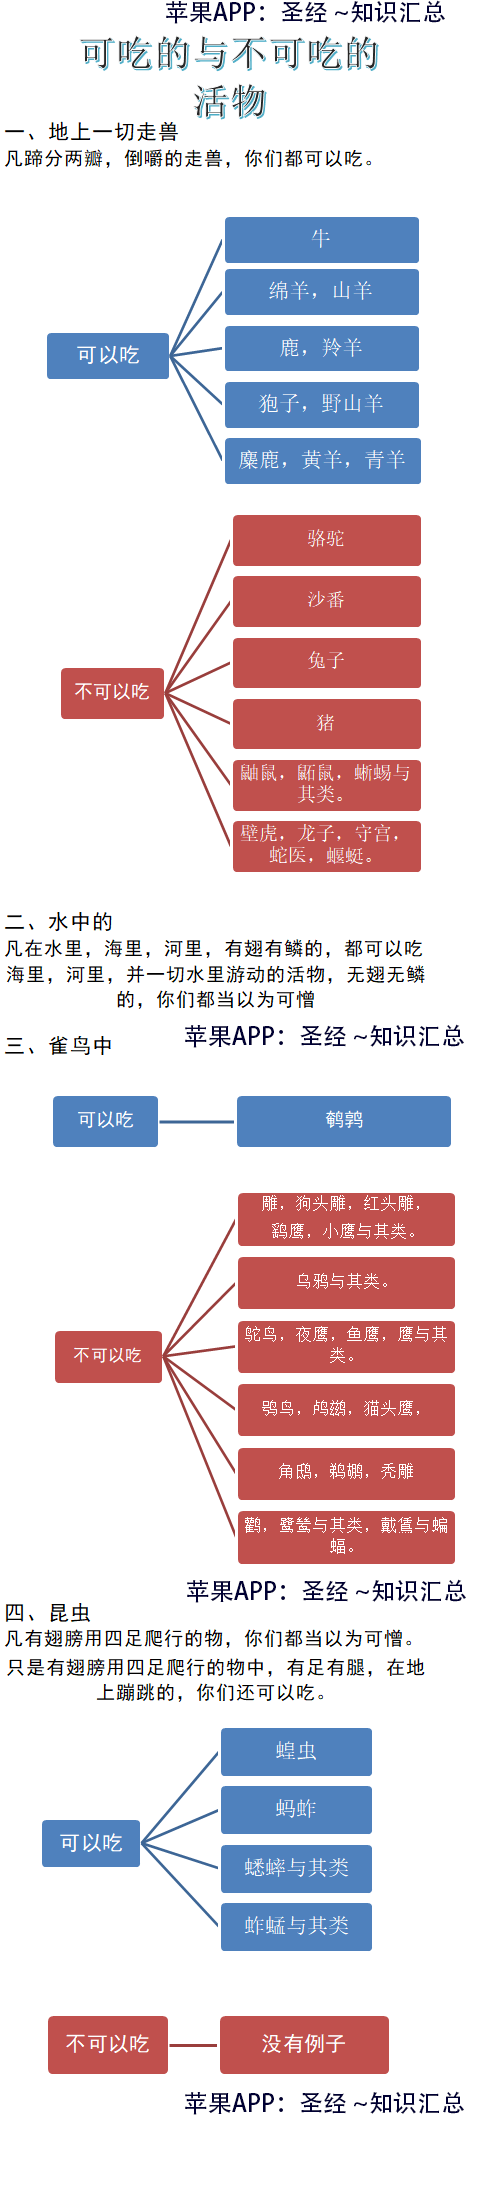 苹果APP：圣经 ~知识汇总
可吃的与不可吃的
活物
一、地上一切走兽
凡蹄分两瓣，倒嚼的走兽，你们都可以吃。
可以吃
牛
绵羊，山羊
鹿，羚羊
狍子，野山羊
麋鹿，黄羊，青羊
不可以吃
骆驼
沙番
兔子
猪
鼬鼠，鼫鼠，蜥蜴与
其类。
壁虎，龙子，守宫，
蛇医，蝘蜓。
二、水中的
凡在水里，海里，河里，有翅有鳞的，都可以吃
海里，河里，并一切水里游动的活物，无翅无鳞
的，你们都当以为可憎
苹果APP：圣经 ~知识汇总
三、雀鸟中
可以吃
鹌鹑
不可以吃
雕，狗头雕，红头雕，
鹞鹰，小鹰与其类。
乌鸦与其类。
鸵鸟，夜鹰，鱼鹰，鹰与其
类。
鸮鸟，鸬鹚，猫头鹰，
角鸱，鹈鹕，秃雕
鹳，鹭鸶与其类，戴鵀与蝙
蝠。
苹果APP：圣经 ~知识汇总
四、昆虫
凡有翅膀用四足爬行的物，你们都当以为可憎。
只是有翅膀用四足爬行的物中，有足有腿，在地
上蹦跳的，你们还可以吃。
可以吃
蝗虫
蚂蚱
蟋蟀与其类
蚱蜢与其类
不可以吃
没有例子
苹果APP：圣经 ~知识汇总